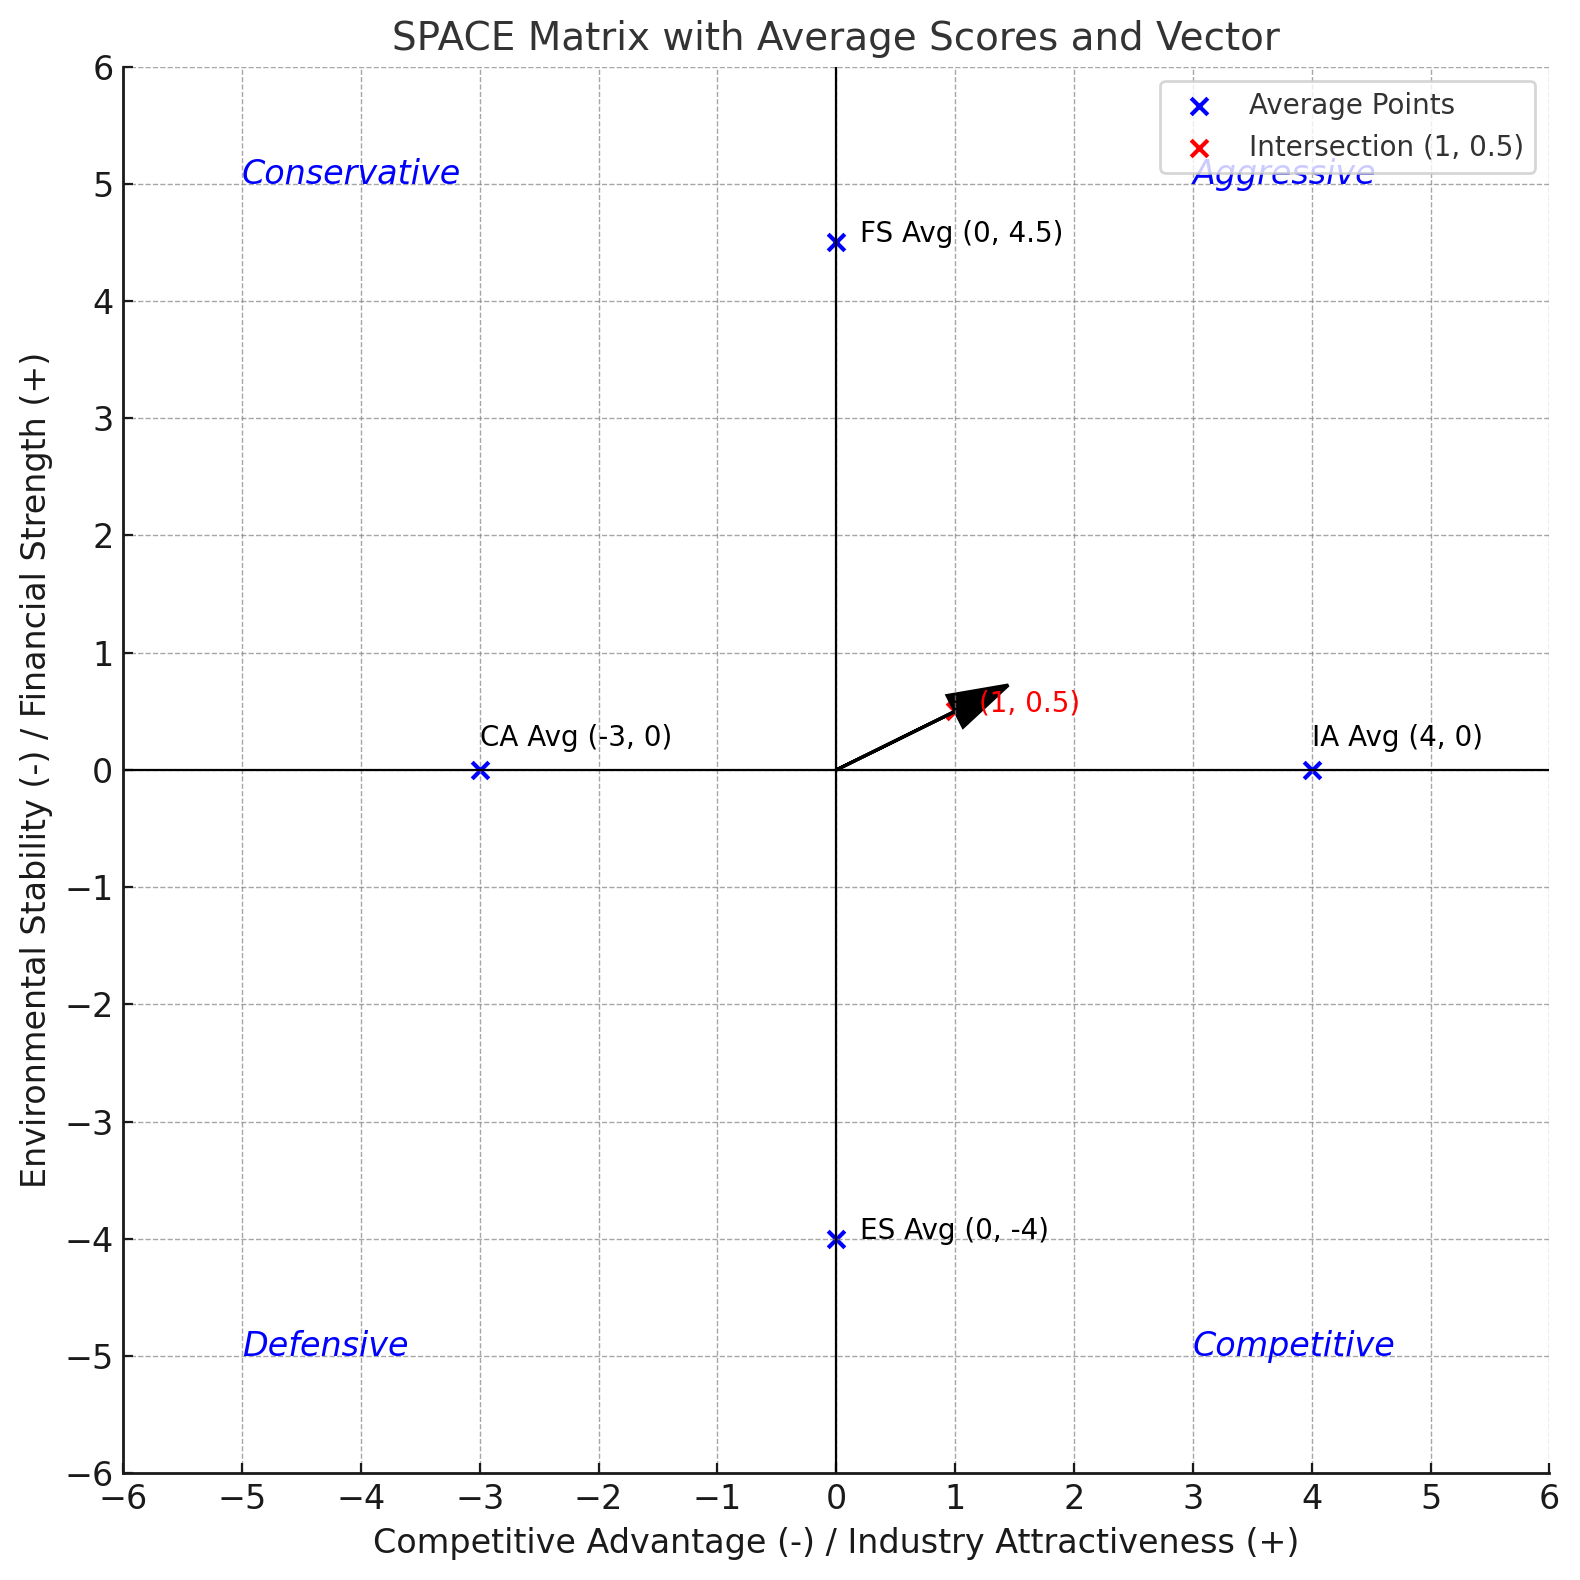 SPACE Matrix with Average Scores and Vector
Average Points
Intersection (1, 0.5)
Conservative
Aggressive
FS Avg (0, 4.5)
(1, 0.5)
CA Avg (-3, 0)
IA Avg (4, 0)
ES Avg (0, -4)
Defensive
Competitive
Environmental Stability (-) / Financial Strength (+)
6
5
4
3
2
1
0
−1
−2
−3
−4
−5
−6
−6 −5 −4 −3 −2 −1 0 1 2 3 4 5 6
Competitive Advantage (-) / Industry Attractiveness (+)